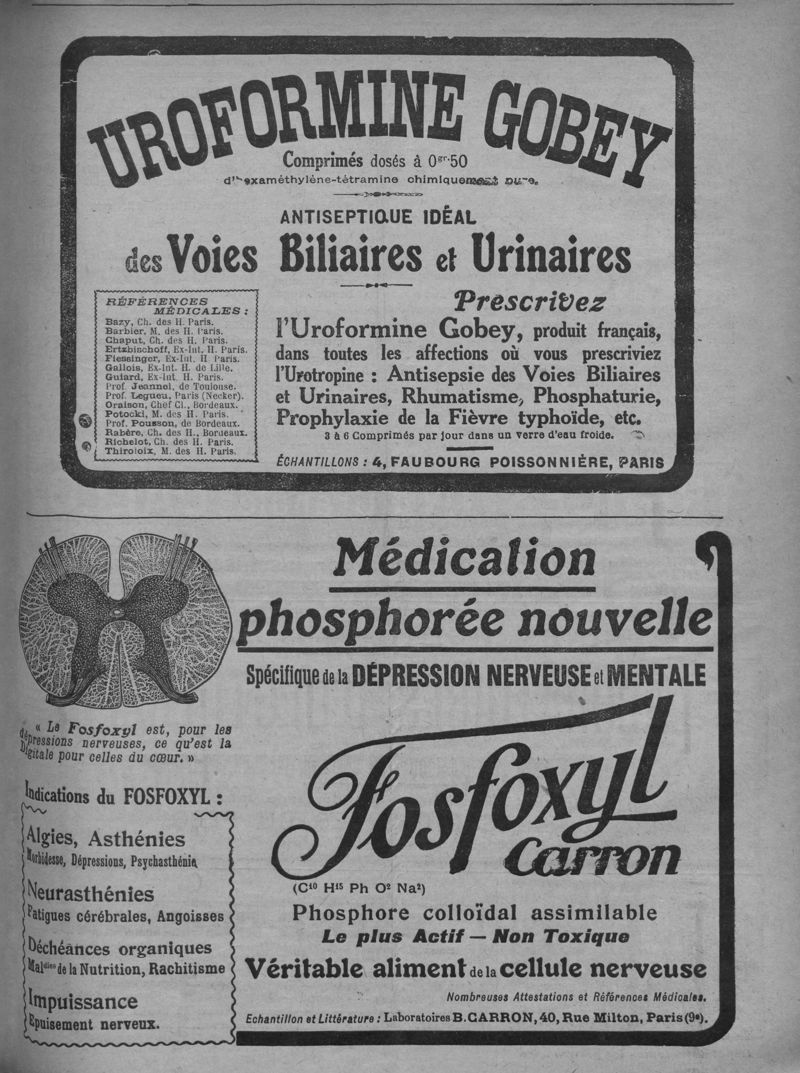 UROFORMINE GOBEY
Comprimés dosés à 0gr.50
d'hexaméthylène-tétramine chimiquement pure.
ANTISEPTIQUE IDÉAL
des Voies Biliaires et Urinaires
RÉFÉRENCES
MÉDICALES :
Bazy, Ch. des H. Paris.
Barbier, M. des H. Paris.
Chaput, Ch. des H. Paris.
Ertzbischoff, Ex-Int. H. Paris.
Fiessinger, Ex-Int. H Paris.
Gallois, Ex-Int. H. de Lille.
Guiard, Ex-Int. H. Paris.
Prof. Jeannel, de Toulouse.
Prof. Legueu, Paris (Necker).
Oraison, Chef Cl., Bordeaux.
Potocki, M. des H. Paris.
Prof. Pousson, de Bordeaux.
Rabère, Ch. des H., Bordeaux.
Richelot, Ch. des H. Paris.
Thiroloix, M. des H. Paris.
Prescrivez
l'Uroformine Gobey, produit français,
dans toutes les affections où vous prescriviez
l'Urotropine : Antisepsie des Voies Biliaires
et Urinaires, Rhumatisme, Phosphaturie,
Prophylaxie de la Fièvre typhoïde, etc.
3 à 6 Comprimés par jour dans un verre d'eau froide.
ÉCHANTILLONS : 4, FAUBOURG POISSONNIÈRE, PARIS
Médication
phosphorée nouvelle
Spécifique de la DÉPRESSION NERVEUSE et MENTALE
« Le Fosfoxyl est, pour les
dépressions nerveuses, ce qu'est la
Digitale pour celles du cœur. »
Indications du FOSFOXYL :
Algies, Asthénies
Morbidesse, Dépressions, Psychasthénie
Neurasthénies
Fatigues cérébrales, Angoisses
Déchéances organiques
Maladies de la Nutrition, Rachitisme
Impuissance
Epuisement nerveux.
Fosfoxyl
Carron
(C¹⁰ H¹⁵ Ph O² Na²)
Phosphore colloïdal assimilable
Le plus Actif — Non Toxique
Véritable aliment de la cellule nerveuse
Nombreuses Attestations et Références Médicales.
Echantillon et Littérature : Laboratoires B. CARRON, 40, Rue Milton, Paris (9e).